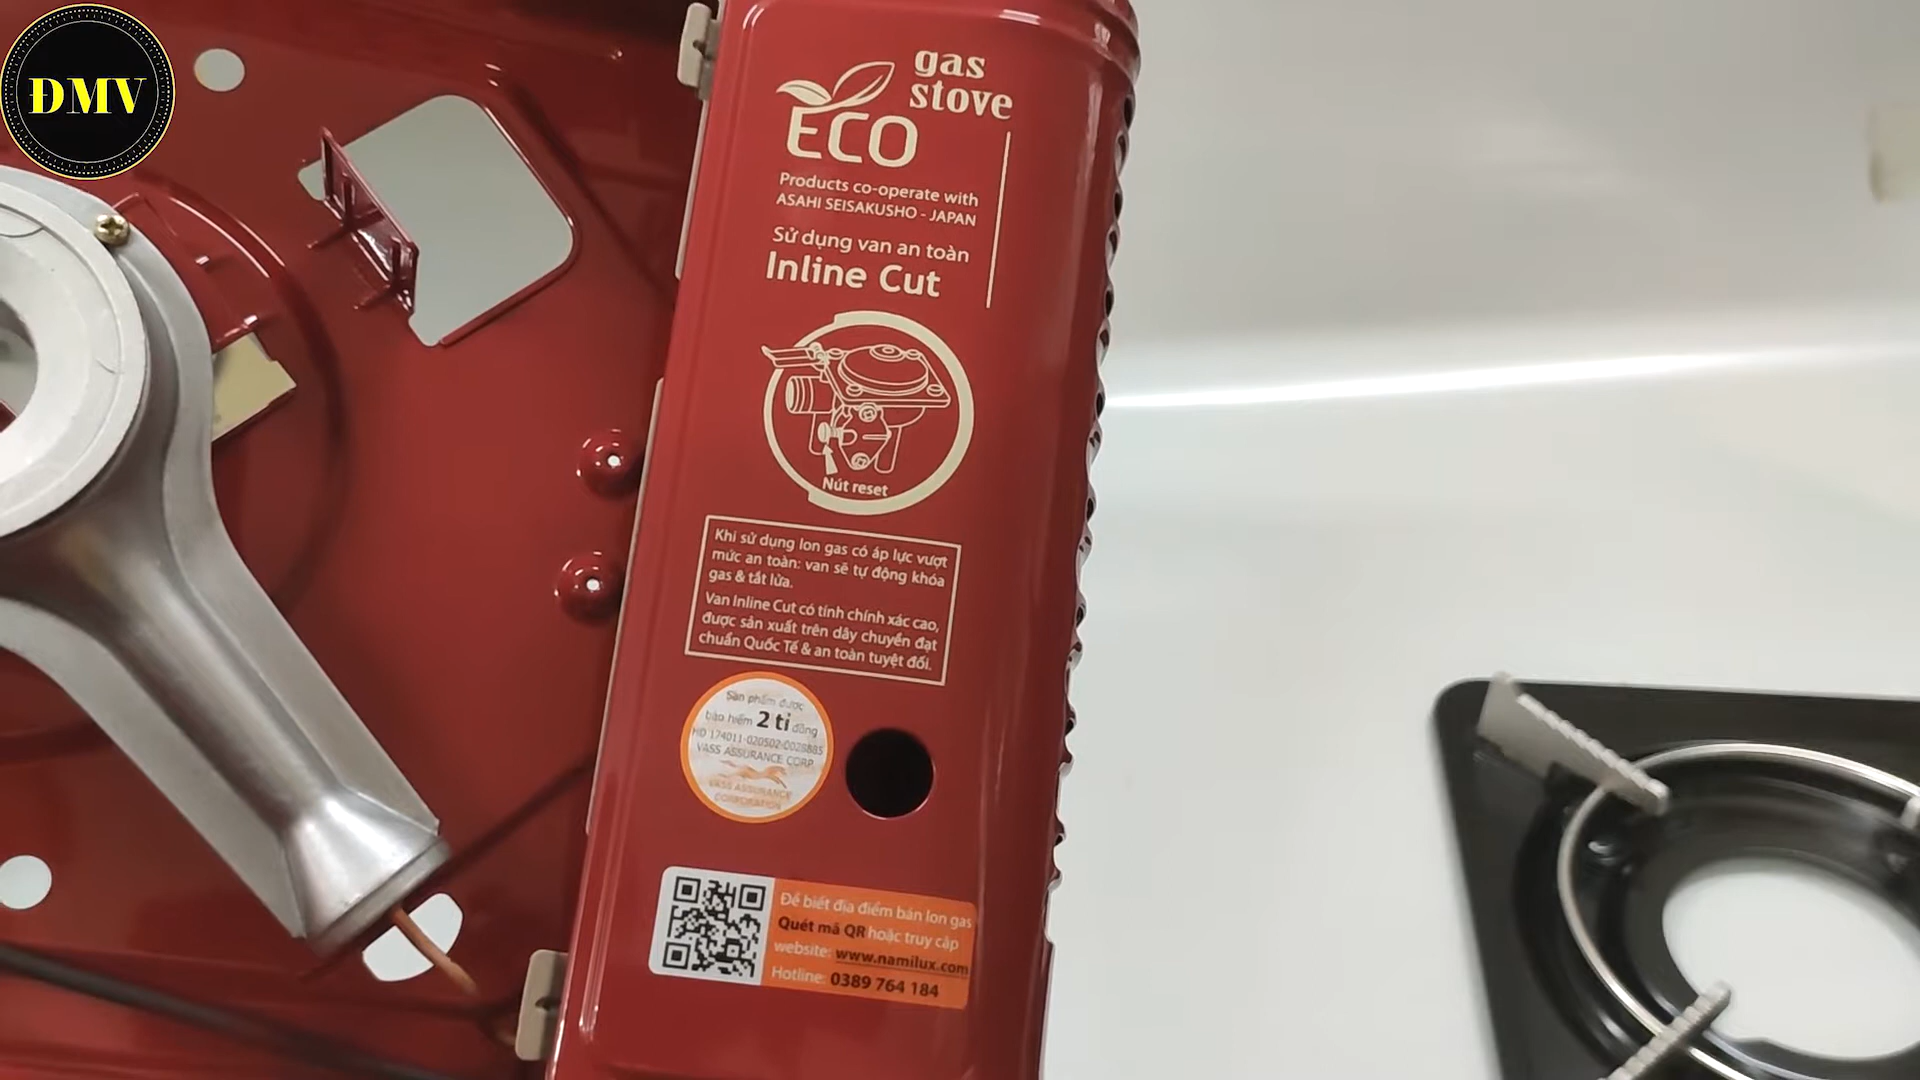 ĐMV
gas
stove
ECO
Products co-operate with
ASAHI SEISAKUSHO - JAPAN
Sử dụng van an toàn
Inline Cut
Nút reset
Khi sử dụng lon gas có áp lực vượt
mức an toàn: van sẽ tự động khóa
gas & tắt lửa.
Van Inline Cut có tính chính xác cao,
được sản xuất trên dây chuyền đạt
chuẩn Quốc Tế & an toàn tuyệt đối.
Sản phẩm được
bảo hiểm 2 tỉ đồng
VASS ASSURANCE CORP.
VASS ASSURANCE
CORPORATION
Để biết địa điểm bán lon gas
Quét mã QR hoặc truy cập
website: www.namilux.com
Hotline: 0389 764 184